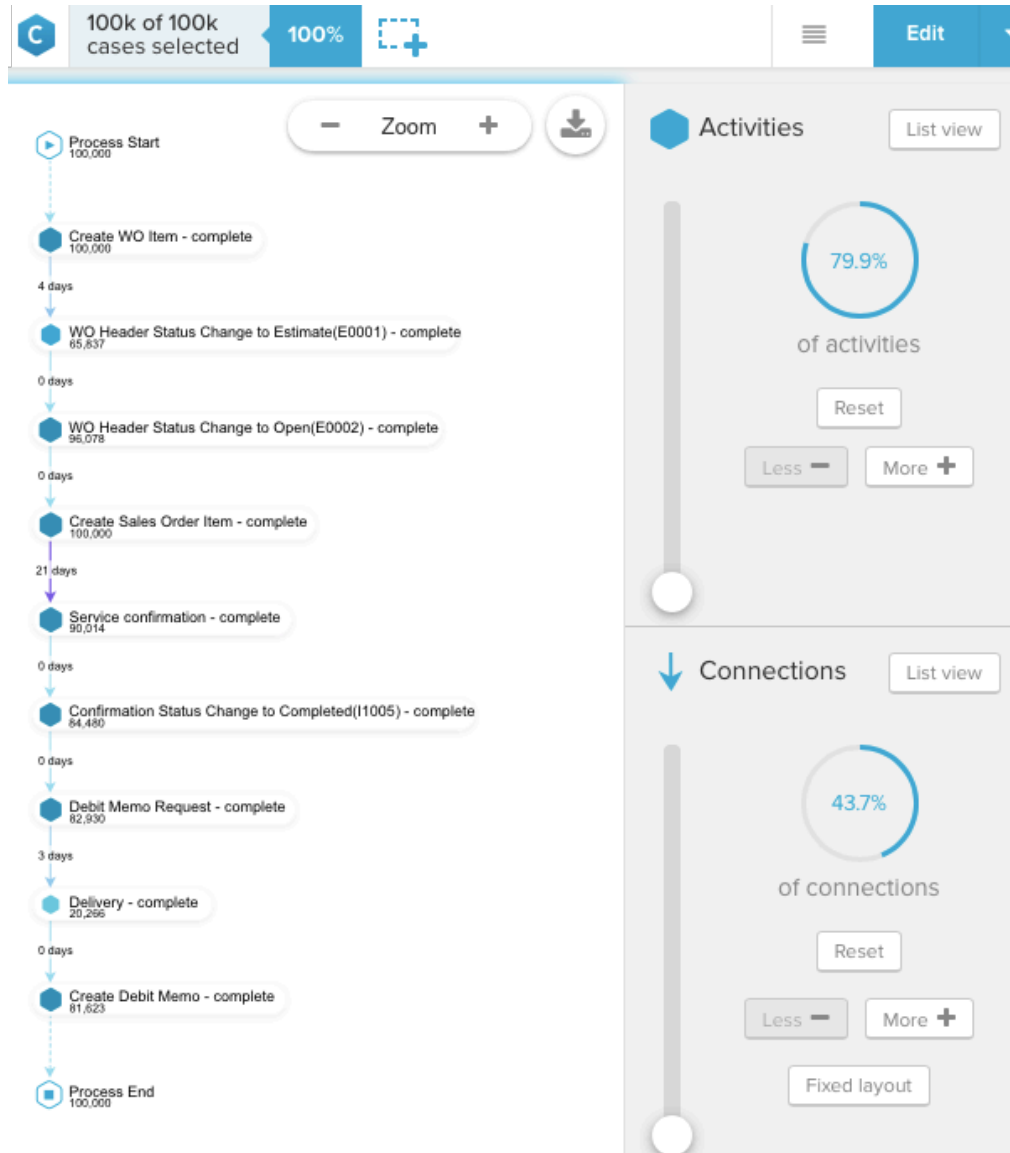 C
100k of 100k
cases selected
100%
Edit
Zoom
Process Start
100,000
Create WO Item - complete
100,000
4 days
WO Header Status Change to Estimate(E0001) - complete
65,837
0 days
WO Header Status Change to Open(E0002) - complete
96,078
0 days
Create Sales Order Item - complete
100,000
21 days
Service confirmation - complete
90,014
0 days
Confirmation Status Change to Completed(I1005) - complete
84,480
0 days
Debit Memo Request - complete
82,930
3 days
Delivery - complete
20,266
0 days
Create Debit Memo - complete
81,623
Process End
100,000
Activities
List view
79.9%
of activities
Reset
Less
More
Connections
List view
43.7%
of connections
Reset
Less
More
Fixed layout